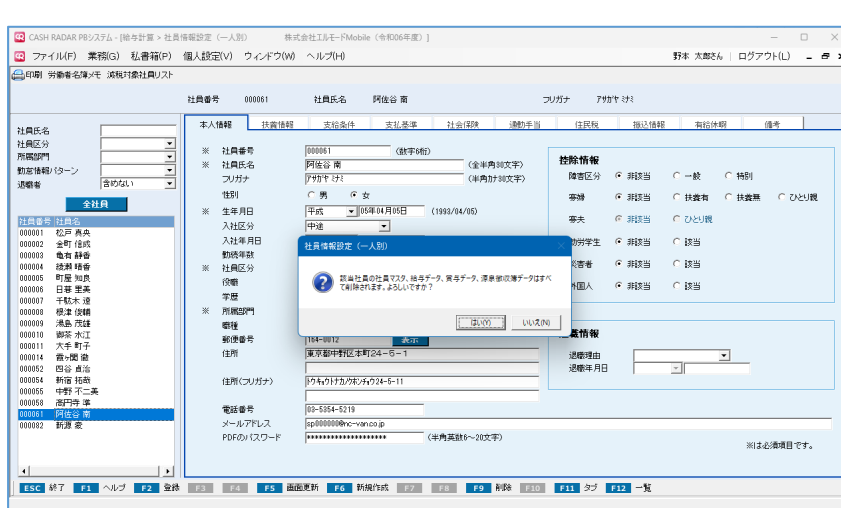 CASH RADAR PBシステム - [給与計算 > 社員情報設定（一人別） 株式会社エルモードMobile（令和06年度）]
ファイル(F) 業務(G) 私書箱(P) 個人設定(V) ウィンドウ(W) ヘルプ(H) 野本 太郎さん ログアウト(L)
印刷 労働者名簿メモ 減税対象社員リスト
社員番号 000061 社員氏名 阿佐谷 南 フリガナ アサガヤ ミナミ
本人情報 扶養情報 支給条件 支払基準 社会保険 通勤手当 住民税 振込情報 有給休暇 備考
社員氏名
社員区分
所属部門
勤怠情報パターン
退職者 含めない
全社員
社員番号 社員名
000001 松戸 真央
000002 金町 信成
000003 亀有 静香
000004 綾瀬 晴香
000005 町屋 知良
000006 日暮 里美
000007 千駄木 遼
000008 根津 俊輔
000009 湯島 茂雄
000010 御茶 水江
000011 大手 町子
000014 霞ヶ関 徹
000052 四谷 貞治
000054 新宿 拓哉
000055 中野 不二美
000058 高円寺 準
000061 阿佐谷 南
000082 新源 豪
※ 社員番号 000061 (数字6桁)
※ 社員氏名 阿佐谷 南 (全半角30文字)
フリガナ アサガヤ ミナミ (半角カナ30文字)
性別 男 女
※ 生年月日 平成 05年04月05日 (1993/04/05)
入社区分 中途
入社年月日
勤続年数
※ 社員区分
役職
学歴
※ 所属部門
職種
郵便番号 164-0012 表示
住所 東京都中野区本町24-5-1
住所(フリガナ) トウキョウトナカノクホンチョウ24-5-11
電話番号 03-5354-5219
メールアドレス sp0000000@nc-van.co.jp
PDFのパスワード ******************** (半角英数6～20文字)
控除情報
障害区分 非該当 一般 特別
寡婦 非該当 扶養有 扶養無 ひとり親
寡夫 非該当 ひとり親
勤労学生 非該当 該当
災害者 非該当 該当
外国人 非該当 該当
退職理由
退職年月日
※は必須項目です。
社員情報設定（一人別）
該当社員の社員マスタ、給与データ、賞与データ、源泉徴収簿データはすべ
て削除されます。よろしいですか？
はい(Y) いいえ(N)
ESC 終了 F1 ヘルプ F2 登録 F3 F4 F5 画面更新 F6 新規作成 F7 F8 F9 削除 F10 F11 タブ F12 一覧